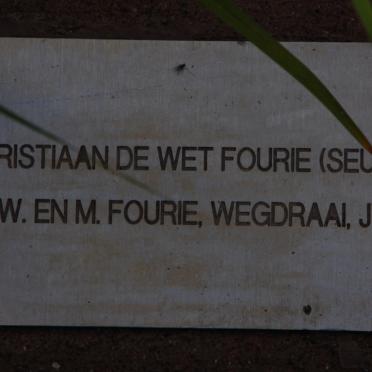 RISTIAAN DE WET FOURIE (SEU
W. EN M. FOURIE, WEGDRAAI, J